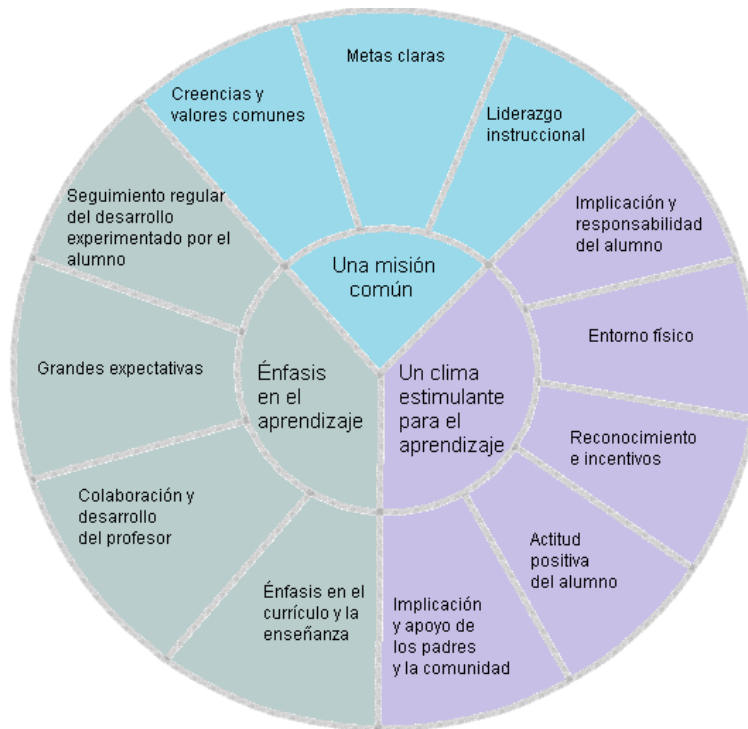 Metas claras
Creencias y
valores comunes
Liderazgo
instruccional
Seguimiento regular
del desarrollo
experimentado por el
alumno
Implicación y
responsabilidad
del alumno
Una misión
común
Entorno físico
Grandes expectativas
Énfasis
en el
aprendizaje
Un clima
estimulante
para el
aprendizaje
Reconocimiento
e incentivos
Colaboración y
desarrollo
del profesor
Actitud
positiva
del alumno
Énfasis en el
currículo y la
enseñanza
Implicación
y apoyo de
los padres
y la comunidad